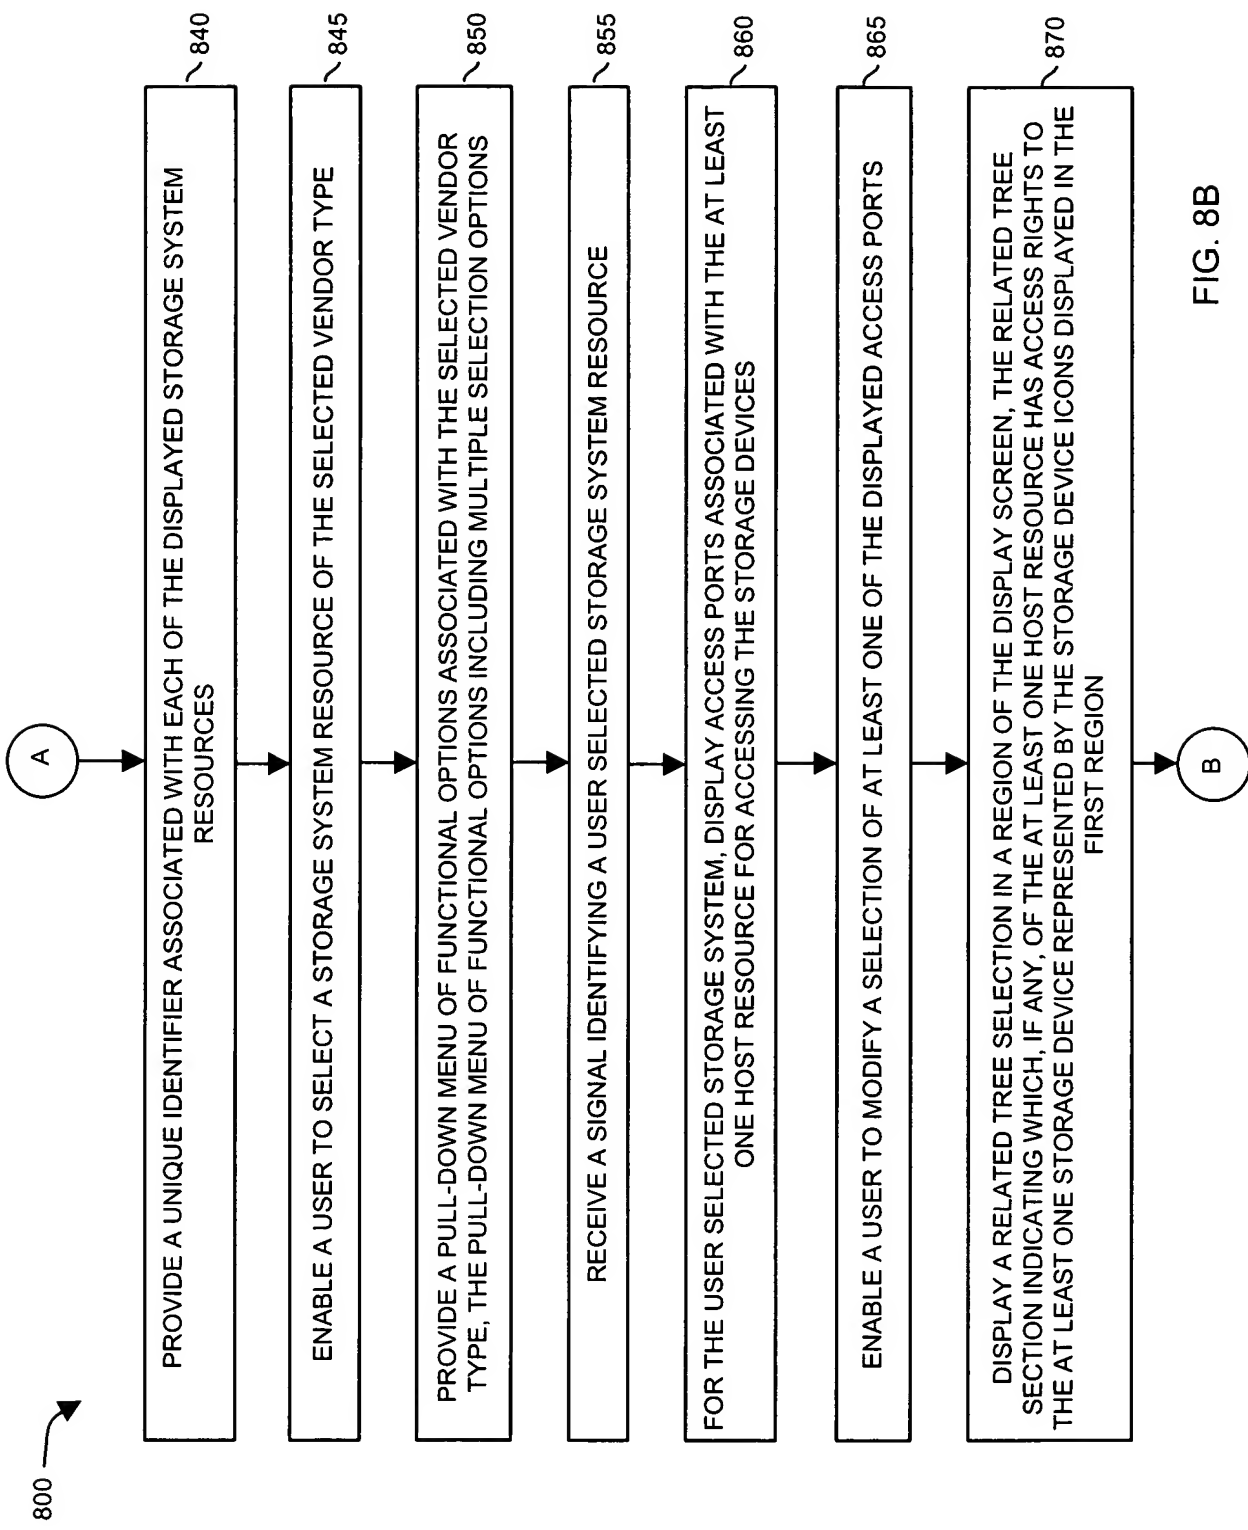 800
A
PROVIDE A UNIQUE IDENTIFIER ASSOCIATED WITH EACH OF THE DISPLAYED STORAGE SYSTEM
RESOURCES
840
ENABLE A USER TO SELECT A STORAGE SYSTEM RESOURCE OF THE SELECTED VENDOR TYPE
845
PROVIDE A PULL-DOWN MENU OF FUNCTIONAL OPTIONS ASSOCIATED WITH THE SELECTED VENDOR
TYPE, THE PULL-DOWN MENU OF FUNCTIONAL OPTIONS INCLUDING MULTIPLE SELECTION OPTIONS
850
RECEIVE A SIGNAL IDENTIFYING A USER SELECTED STORAGE SYSTEM RESOURCE
855
FOR THE USER SELECTED STORAGE SYSTEM, DISPLAY ACCESS PORTS ASSOCIATED WITH THE AT LEAST
ONE HOST RESOURCE FOR ACCESSING THE STORAGE DEVICES
860
ENABLE A USER TO MODIFY A SELECTION OF AT LEAST ONE OF THE DISPLAYED ACCESS PORTS
865
DISPLAY A RELATED TREE SELECTION IN A REGION OF THE DISPLAY SCREEN, THE RELATED TREE
SECTION INDICATING WHICH, IF ANY, OF THE AT LEAST ONE HOST RESOURCE HAS ACCESS RIGHTS TO
THE AT LEAST ONE STORAGE DEVICE REPRESENTED BY THE STORAGE DEVICE ICONS DISPLAYED IN THE
FIRST REGION
870
B
FIG. 8B